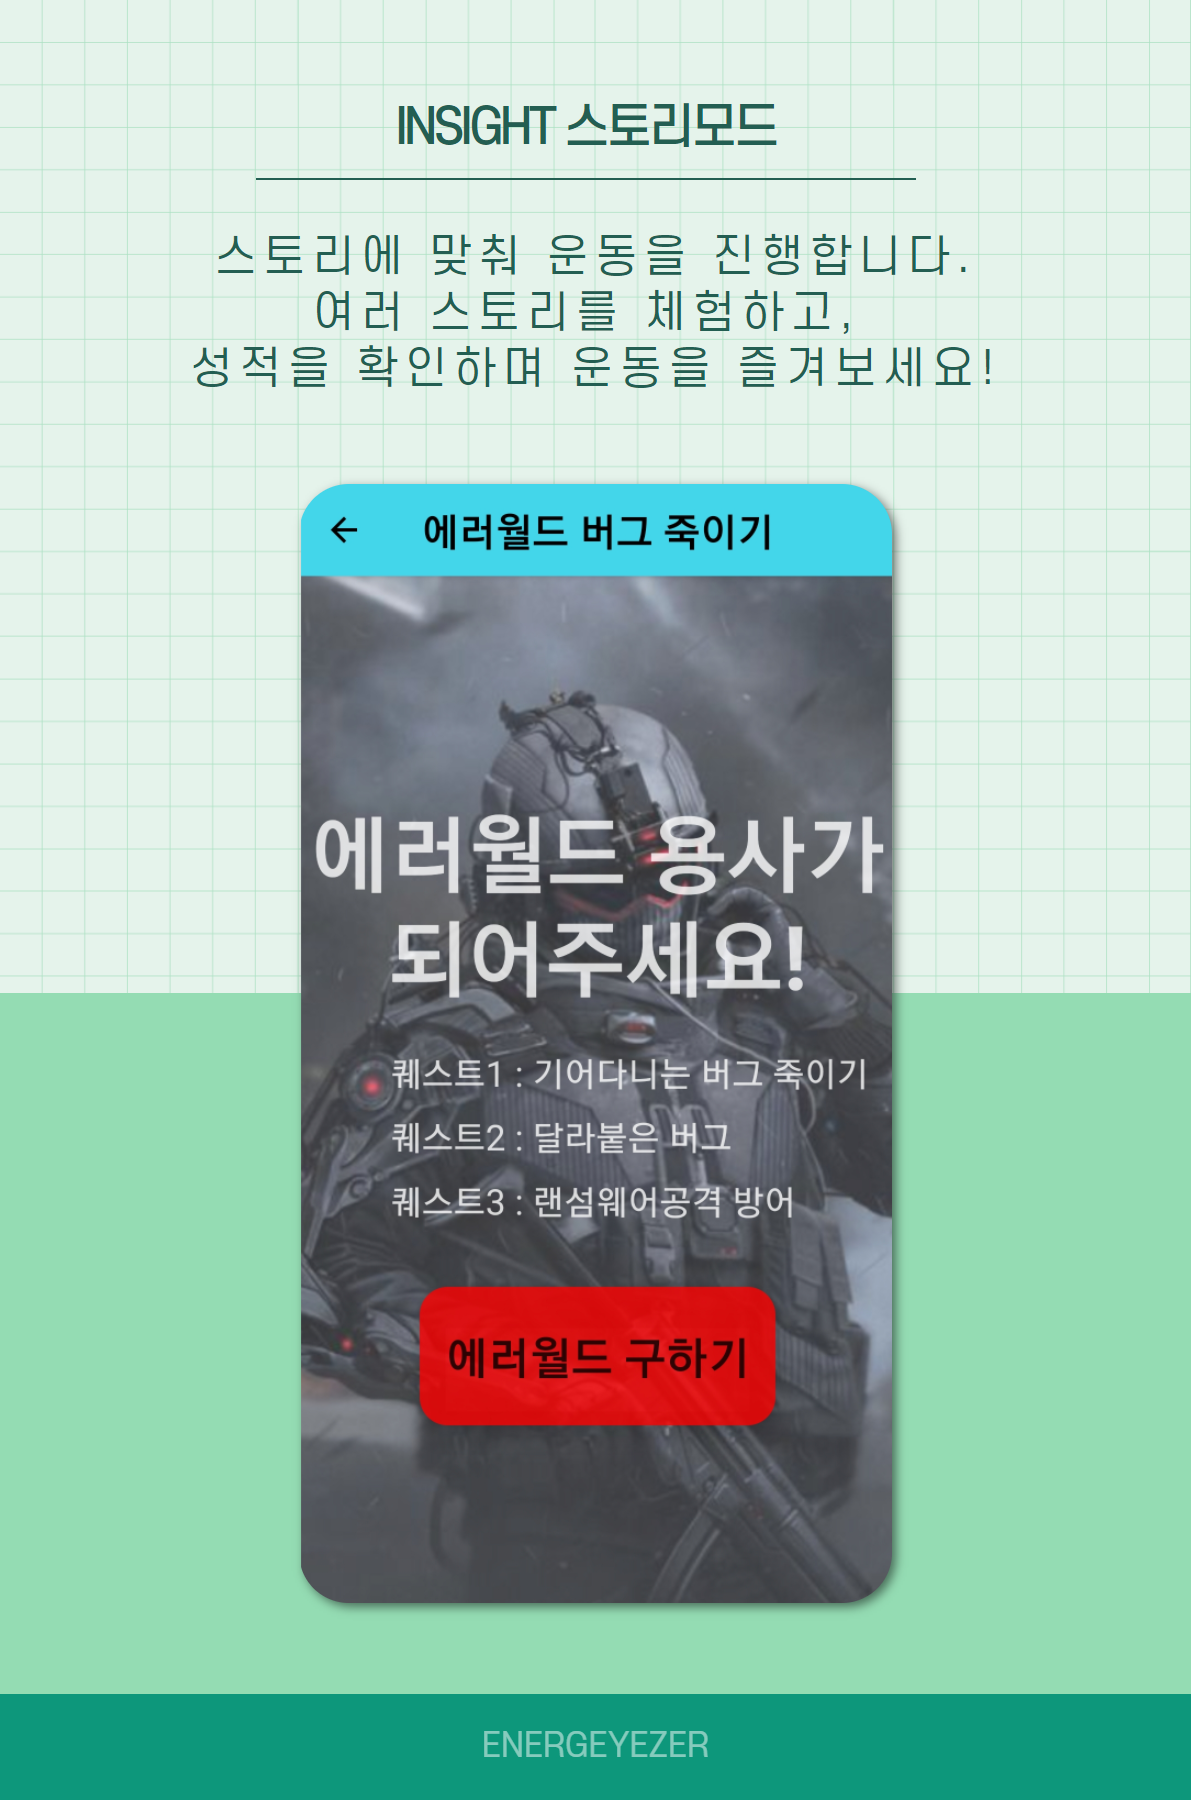 INSIGHT 스토리모드
스토리에 맞춰 운동을 진행합니다.
여러 스토리를 체험하고,
성적을 확인하며 운동을 즐겨보세요!
에러월드 버그 죽이기
에러월드 용사가
되어주세요!
퀘스트1 : 기어다니는 버그 죽이기
퀘스트2 : 달라붙은 버그
퀘스트3 : 랜섬웨어공격 방어
에러월드 구하기
ENERGEYEZER